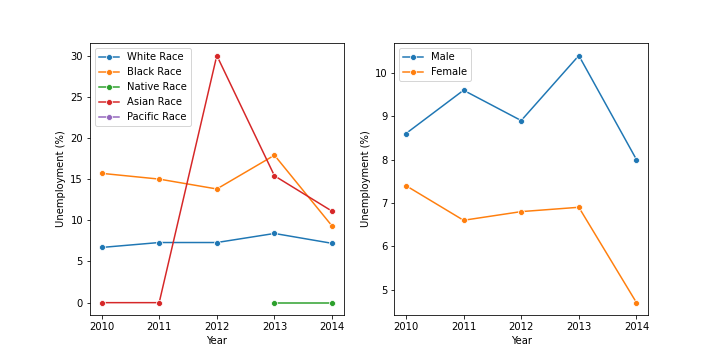 White Race
Black Race
Native Race
Asian Race
Pacific Race
30
25
20
15
10
5
0
Unemployment (%)
2010 2011 2012 2013 2014
Year
Male
Female
10
9
8
7
6
5
Unemployment (%)
2010 2011 2012 2013 2014
Year